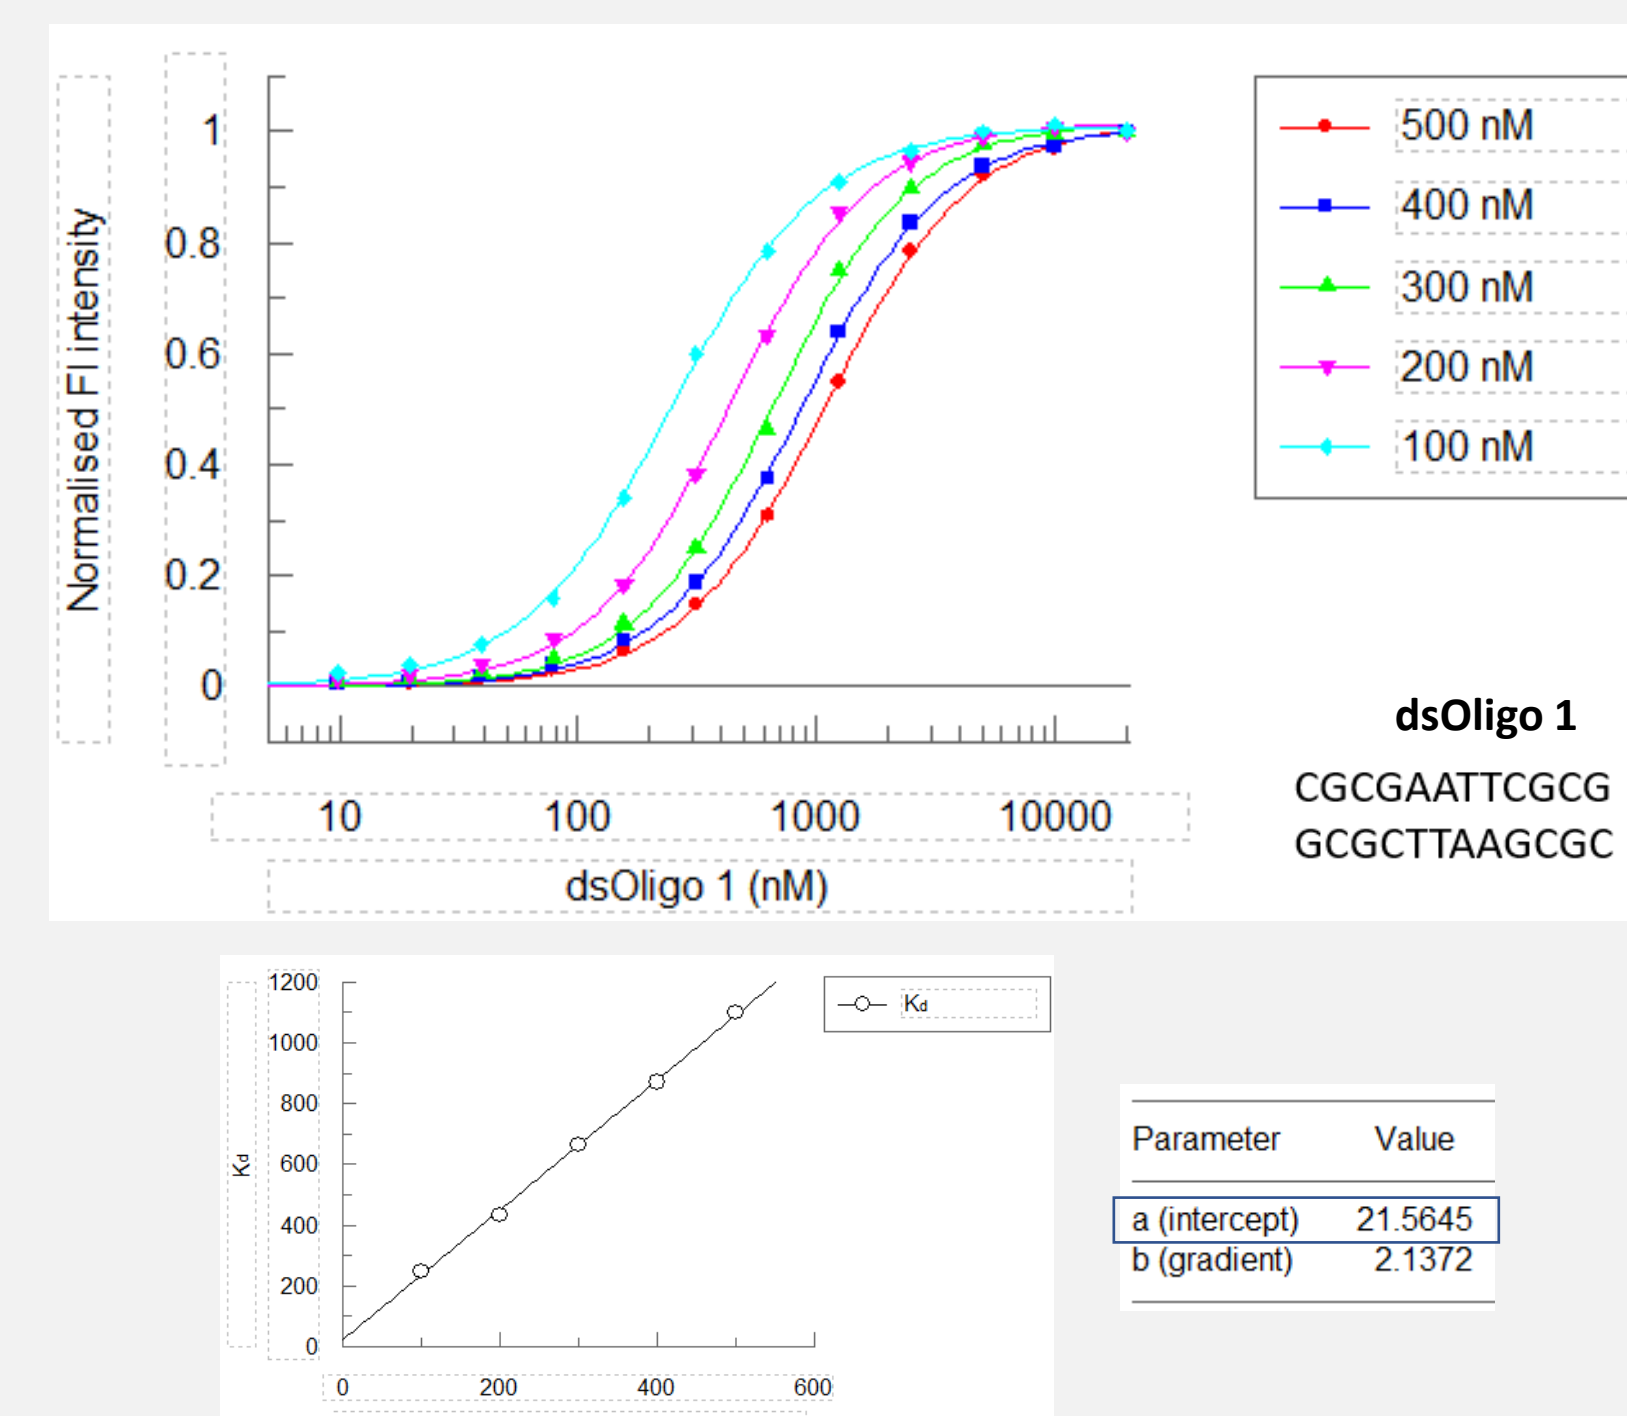 Normalised FI intensity
1
0.8
0.6
0.4
0.2
0
10 100 1000 10000
dsOligo 1 (nM)
500 nM
400 nM
300 nM
200 nM
100 nM
dsOligo 1
CGCGAATTCGCG
GCGCTTAAGCGC
Kd
1200
1000
800
600
400
200
0
0 200 400 600
Kd
Parameter Value
a (intercept) 21.5645
b (gradient) 2.1372